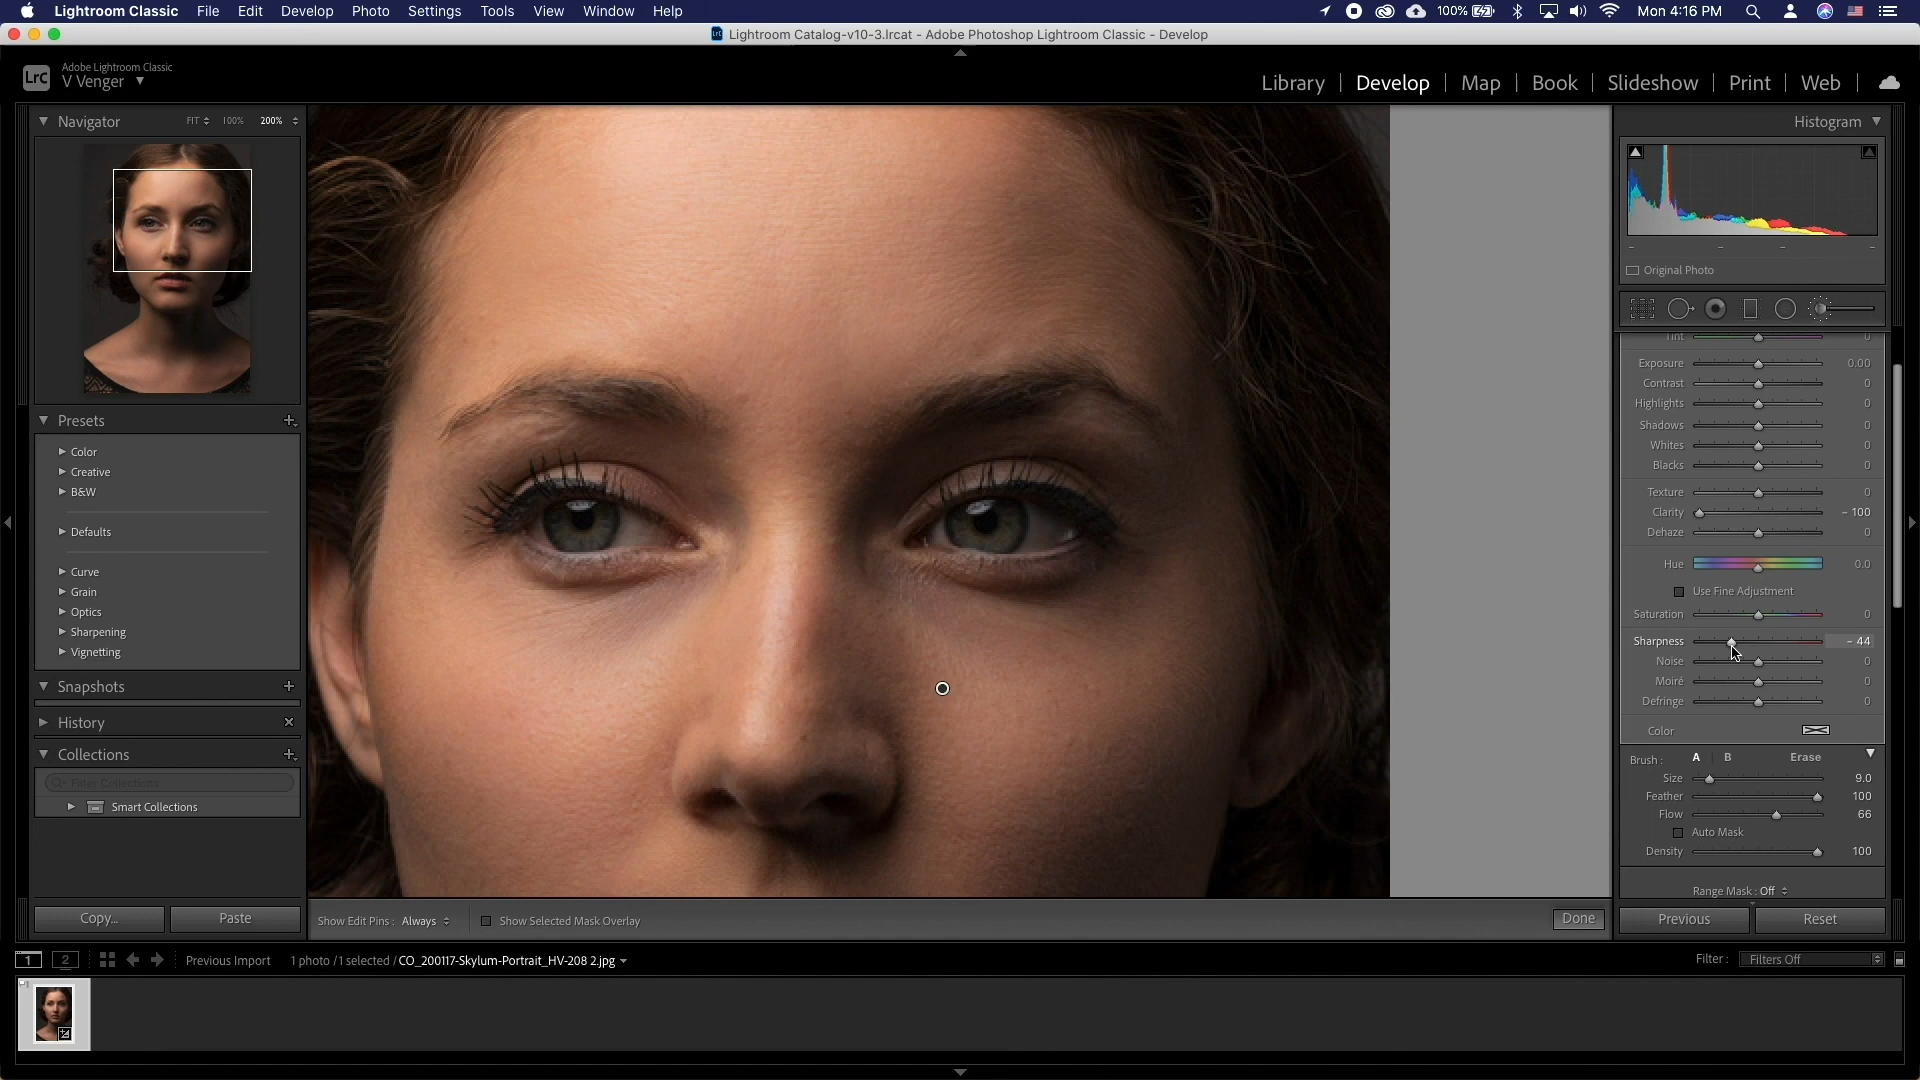 Lightroom Classic File Edit Develop Photo Settings Tools View Window Help 100% Mon 4:16 PM
LrC Lightroom Catalog-v10-3.lrcat - Adobe Photoshop Lightroom Classic - Develop
LrC Adobe Lightroom Classic
V Venger
Library | Develop | Map | Book | Slideshow | Print | Web |
Navigator FIT 100% 200%
Histogram
Original Photo
Presets
Color
Creative
B&W
Defaults
Curve
Grain
Optics
Sharpening
Vignetting
Snapshots
History
Collections
Filter Collections
Smart Collections
Copy... Paste
Tint 0
Exposure 0.00
Contrast 0
Highlights 0
Shadows 0
Whites 0
Blacks 0
Texture 0
Clarity - 100
Dehaze 0
Hue 0.0
Use Fine Adjustment
Saturation 0
Sharpness - 44
Noise 0
Moiré 0
Defringe 0
Color
Brush : A B Erase
Size 9.0
Feather 100
Flow 66
Auto Mask
Density 100
Range Mask : Off
Show Edit Pins : Always Show Selected Mask Overlay Done
Previous Reset
1 2 Previous Import 1 photo / 1 selected / CO_200117-Skylum-Portrait_HV-208 2.jpg Filter : Filters Off